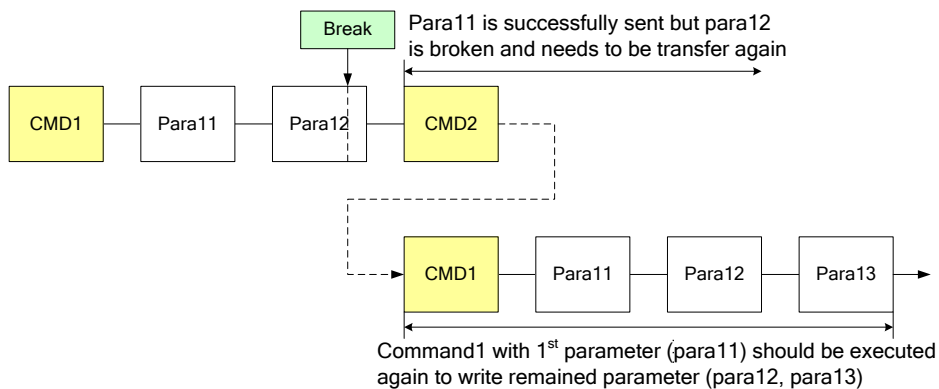 Break
Para11 is successfully sent but para12
is broken and needs to be transfer again
CMD1
Para11
Para12
CMD2
CMD1
Para11
Para12
Para13
Command1 with 1st parameter (para11) should be executed
again to write remained parameter (para12, para13)